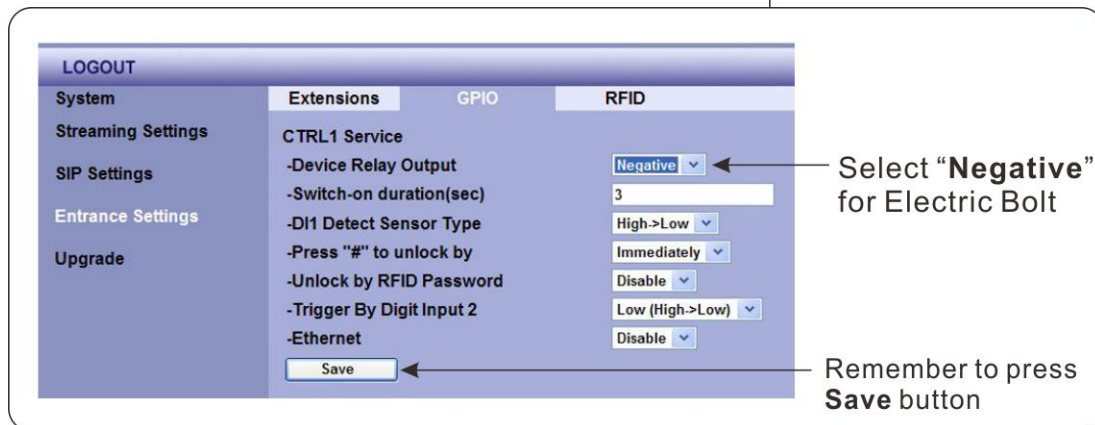 LOGOUT
System
Streaming Settings
SIP Settings
Entrance Settings
Upgrade
Extensions GPIO RFID
CTRL1 Service
-Device Relay Output Negative
-Switch-on duration(sec) 3
-DI1 Detect Sensor Type High->Low
-Press "#" to unlock by Immediately
-Unlock by RFID Password Disable
-Trigger By Digit Input 2 Low (High->Low)
-Ethernet Disable
Save
Select “Negative”
for Electric Bolt
Remember to press
Save button